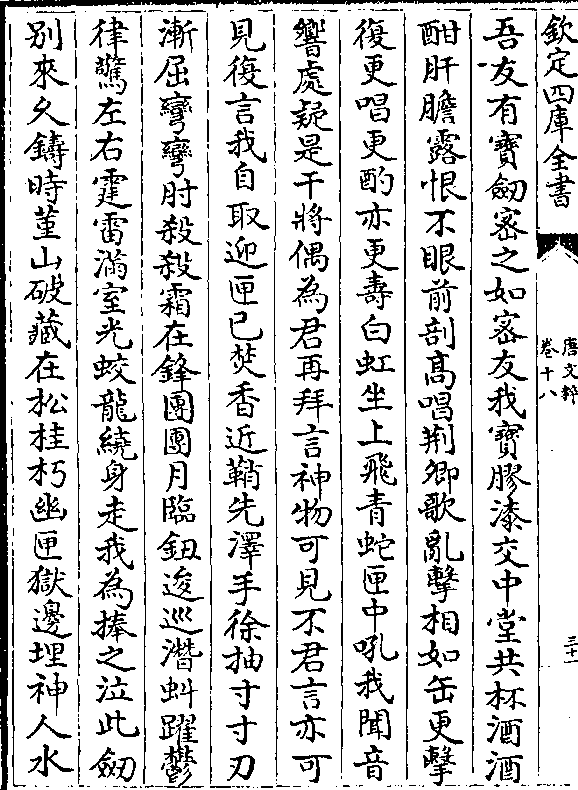 欽定四庫全書
唐文粹
卷十八
三十一
吾友有寶劒密之如密友我寶膠漆交中堂共杯酒酒
酣肝膽露恨不眼前剖髙唱荆卿歌亂擊相如缶更擊
復更唱更酌亦更壽白虹坐上飛青蛇匣中吼我聞音
響處疑是干將偶為君再拜言神物可見不君言亦可
見復言我自取迎匣已焚香近鞘先澤手徐抽寸寸刃
漸屈彎彎肘殺殺霜在鋒團團月臨鈕逡巡潛虯躍鬱
律驚左右霆雷滿室光蛟龍繞身走我為捧之泣此劒
别來乆鑄時堇山破藏在松桂朽幽匣獄邊埋神人水